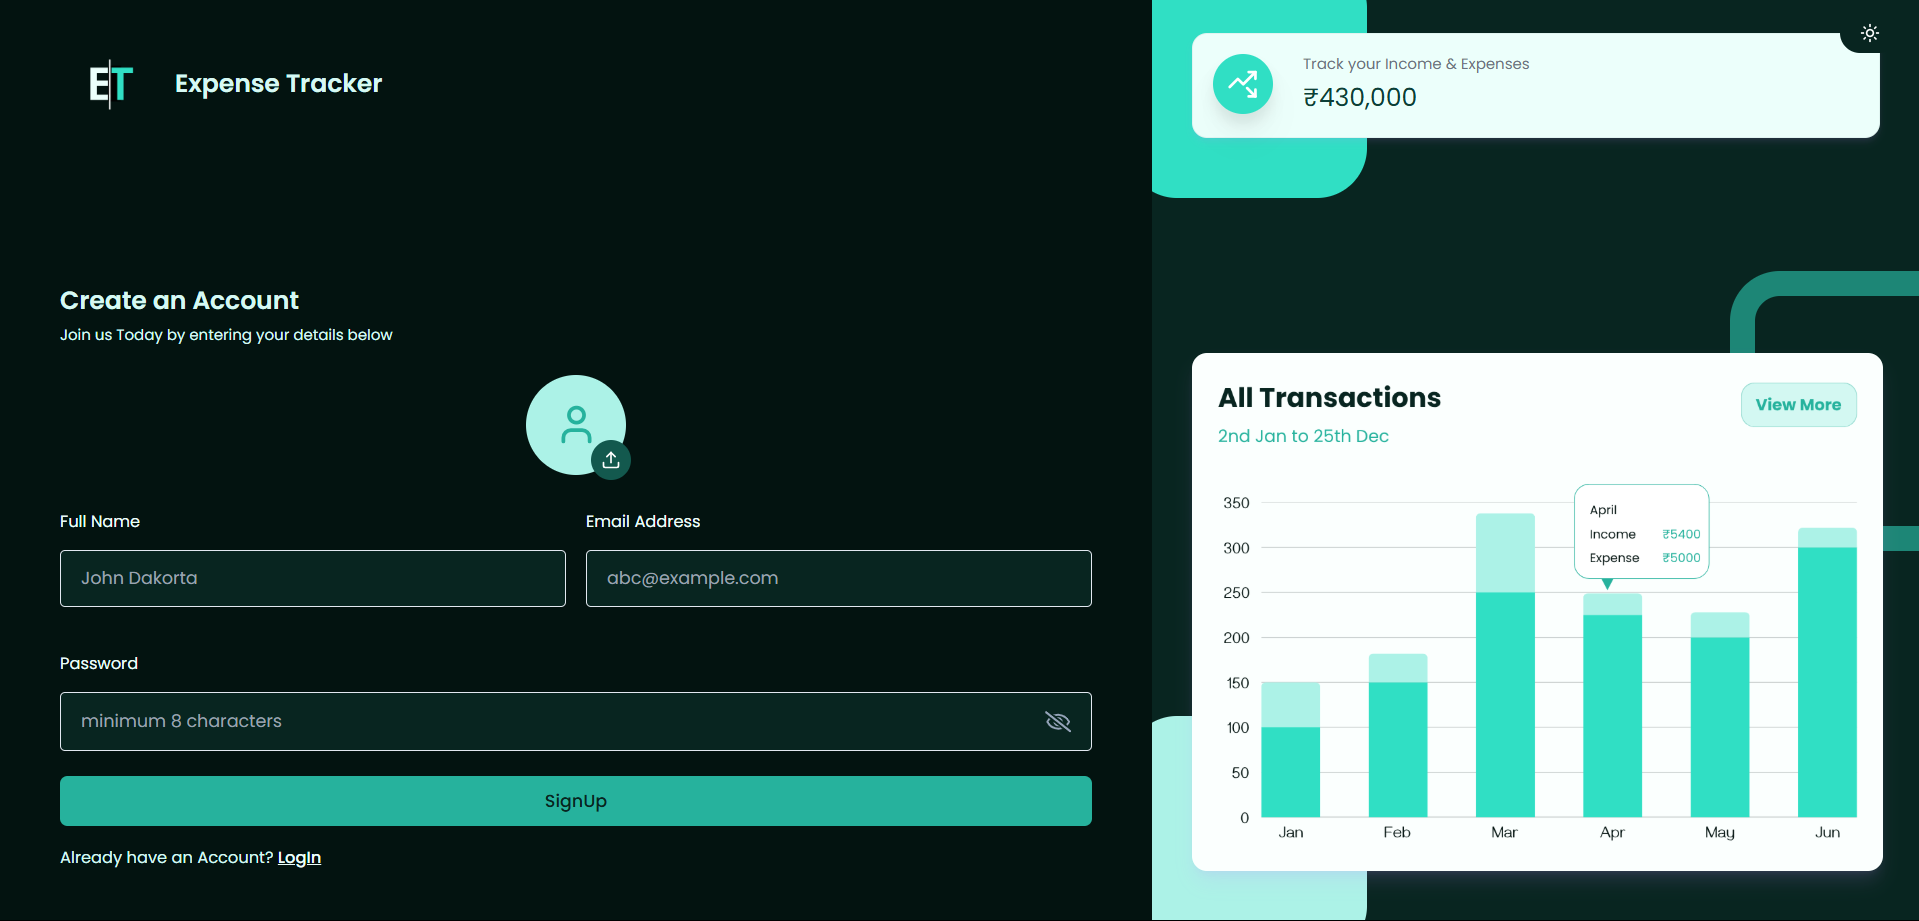 E|T
Expense Tracker
Create an Account
Join us Today by entering your details below
Full Name
Email Address
John Dakorta
abc@example.com
Password
minimum 8 characters
SignUp
Already have an Account? LogIn
Track your Income & Expenses
₹430,000
All Transactions
View More
2nd Jan to 25th Dec
350
300
250
200
150
100
50
0
April
Income ₹5400
Expense ₹5000
Jan Feb Mar Apr May Jun